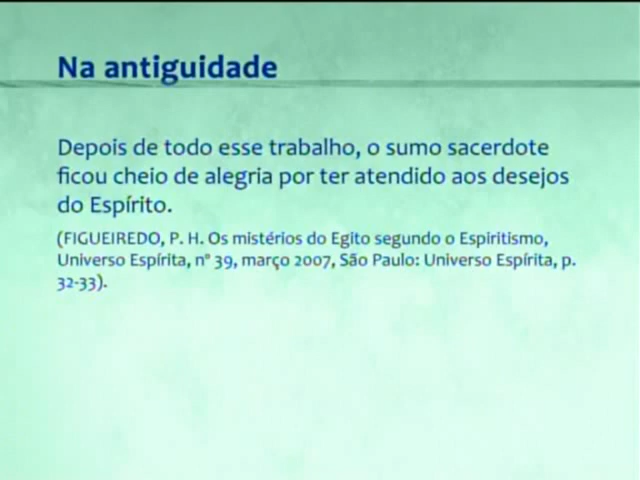 Na antiguidade
Depois de todo esse trabalho, o sumo sacerdote
ficou cheio de alegria por ter atendido aos desejos
do Espírito.
(FIGUEIREDO, P. H. Os mistérios do Egito segundo o Espiritismo,
Universo Espírita, n° 39, março 2007, São Paulo: Universo Espírita, p.
32-33).